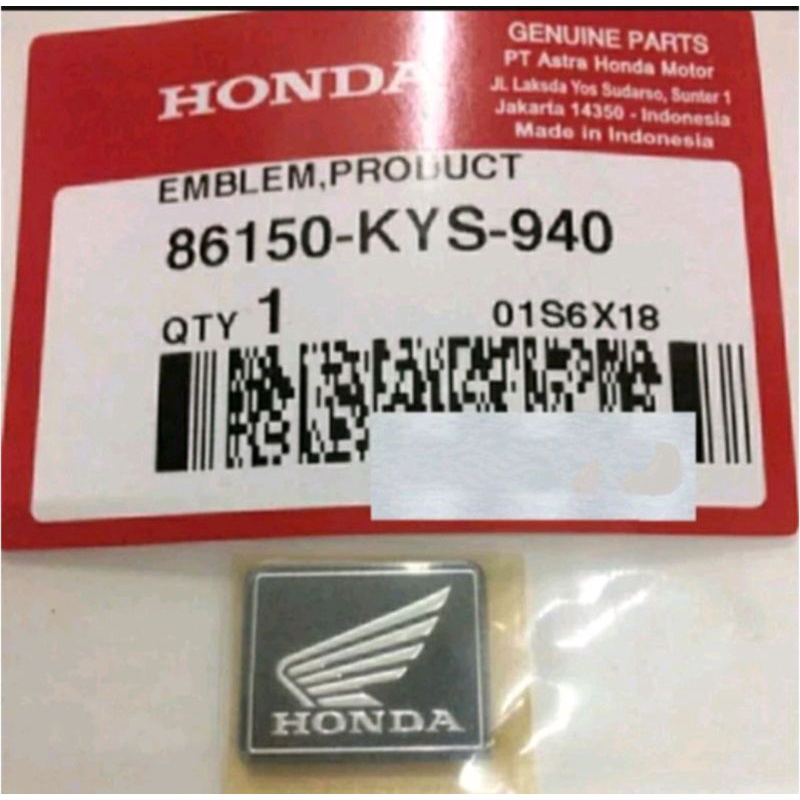 HONDA
GENUINE PARTS
PT Astra Honda Motor
JL Laksda Yos Sudarso, Sunter 1
Jakarta 14350 - Indonesia
Made in Indonesia
EMBLEM,PRODUCT
86150-KYS-940
QTY 1
01S6X18
HONDA